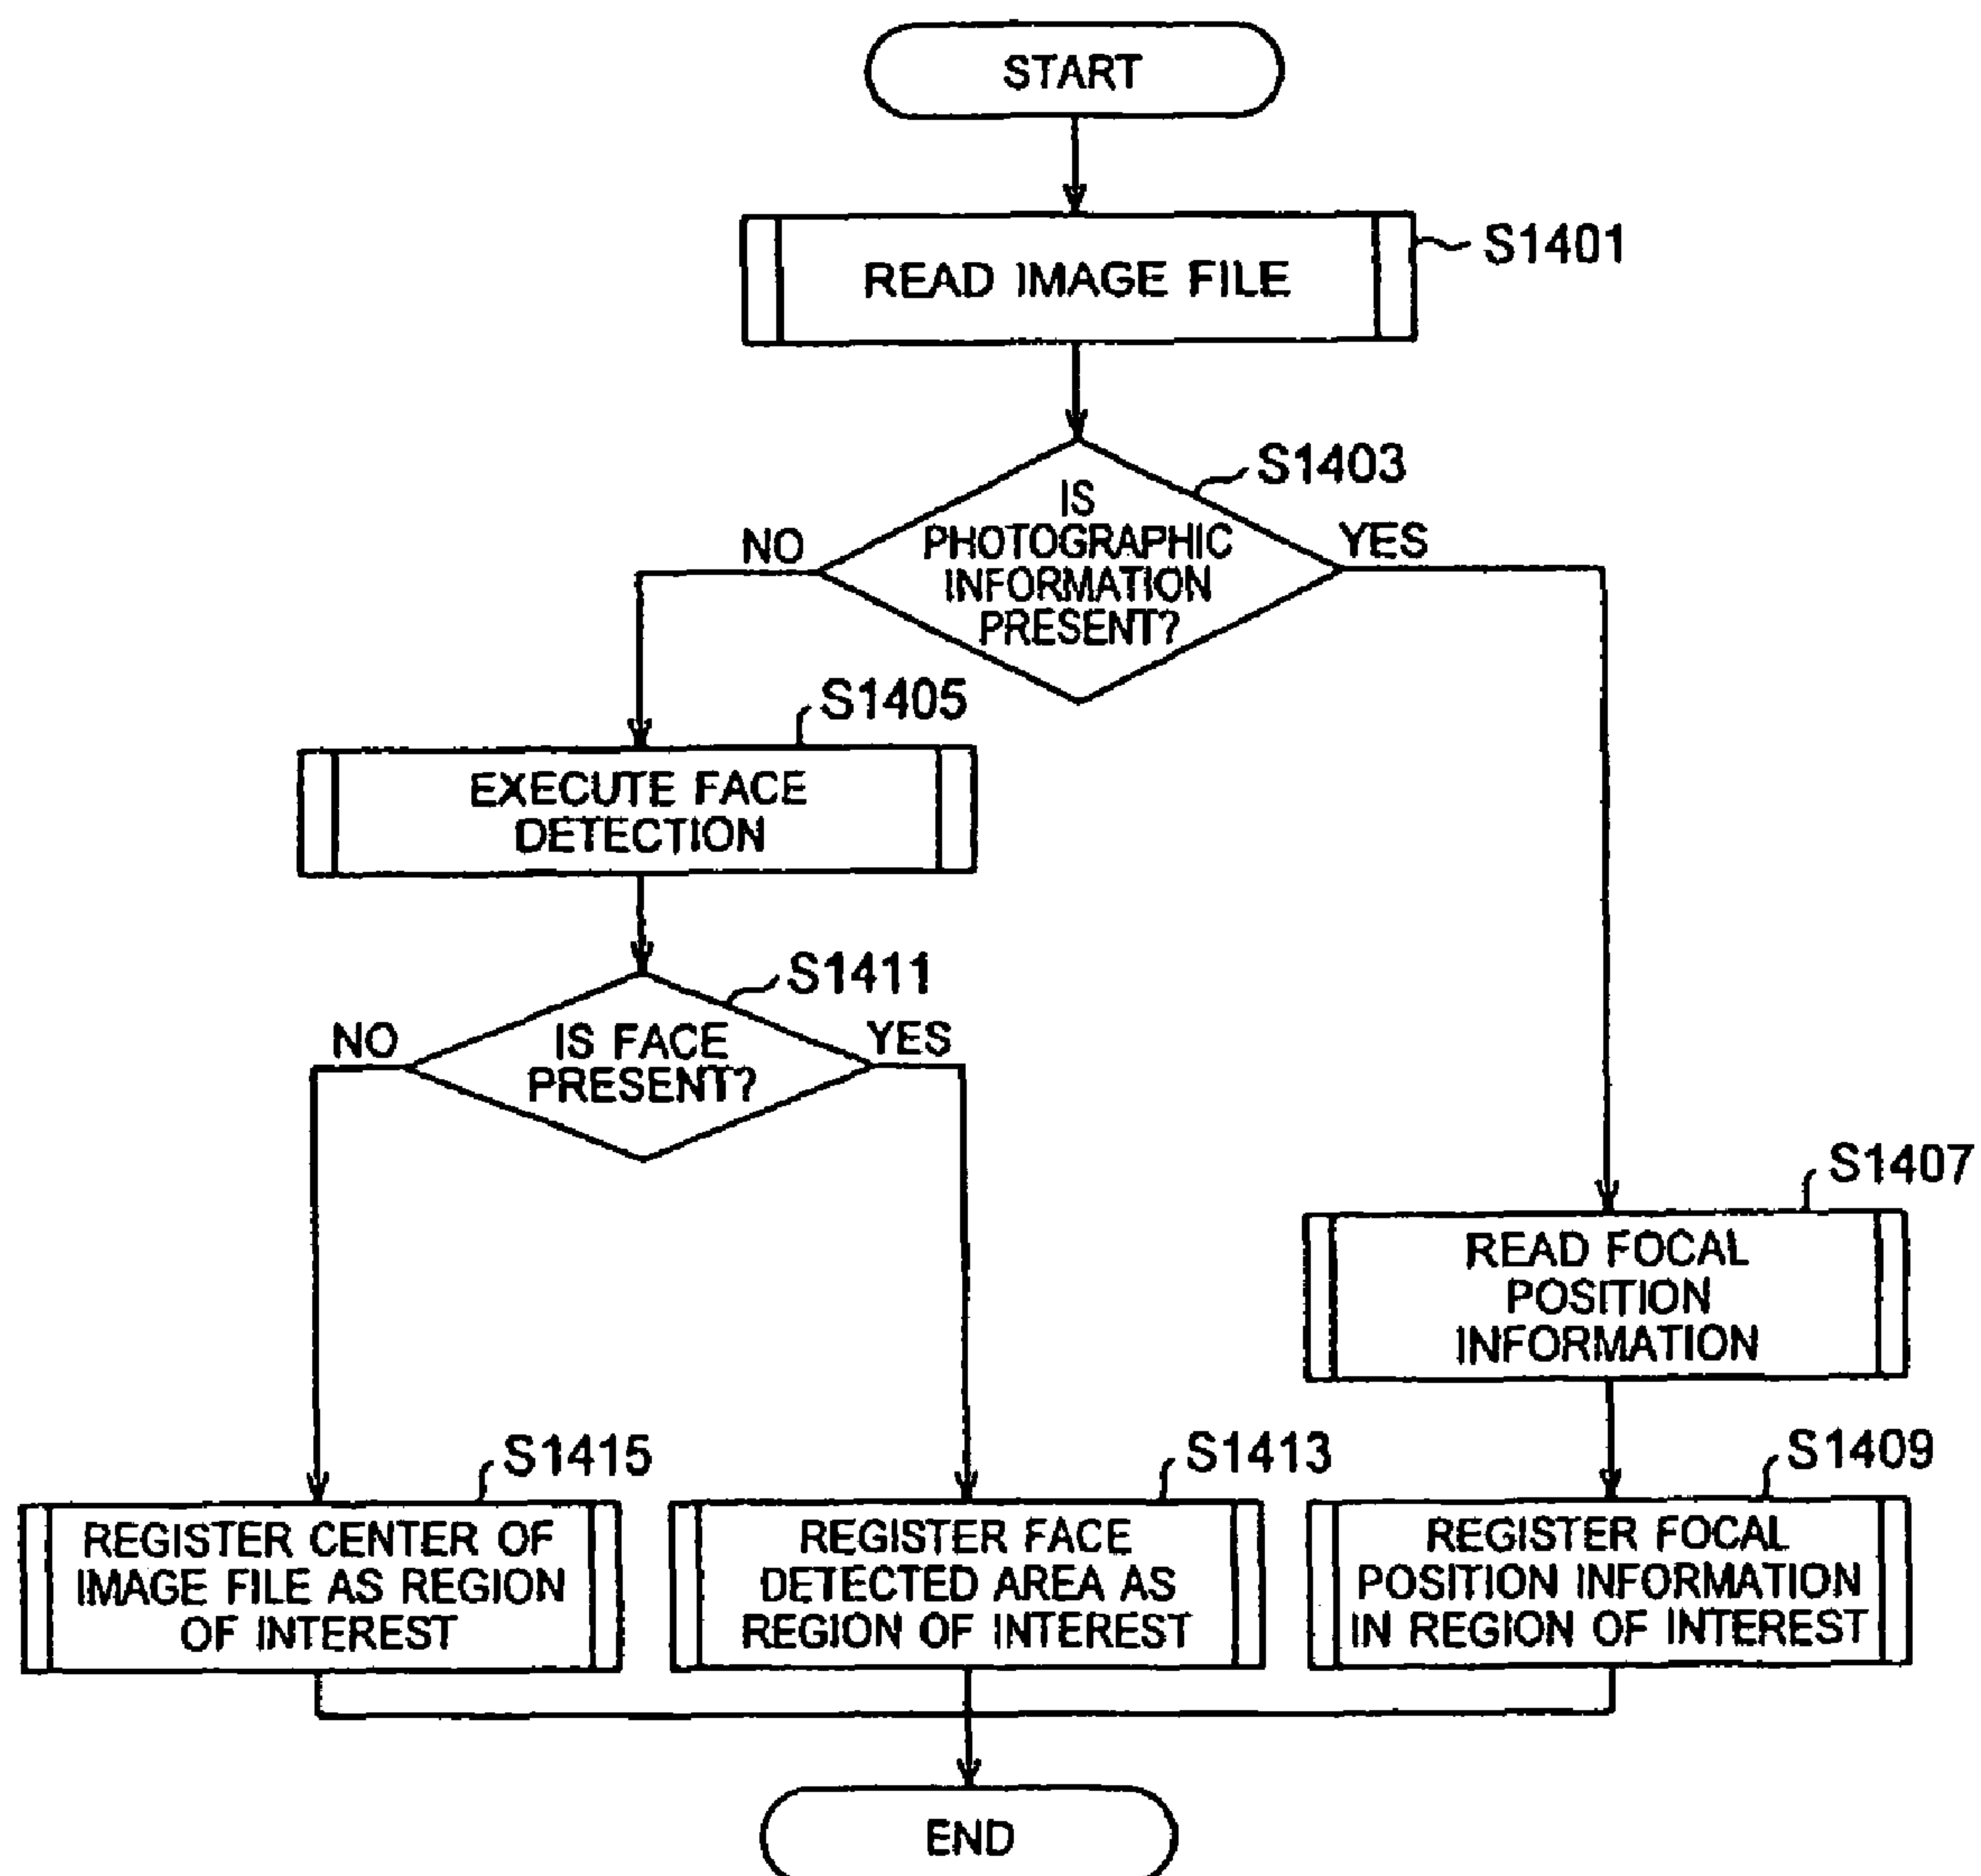 START
READ IMAGE FILE
S1401
S1403
IS
PHOTOGRAPHIC
INFORMATION
PRESENT?
NO
YES
S1405
EXECUTE FACE
DETECTION
S1411
IS FACE
PRESENT?
NO
YES
S1407
READ FOCAL
POSITION
INFORMATION
S1415
REGISTER CENTER OF
IMAGE FILE AS REGION
OF INTEREST
S1413
REGISTER FACE
DETECTED AREA AS
REGION OF INTEREST
S1409
REGISTER FOCAL
POSITION INFORMATION
IN REGION OF INTEREST
END